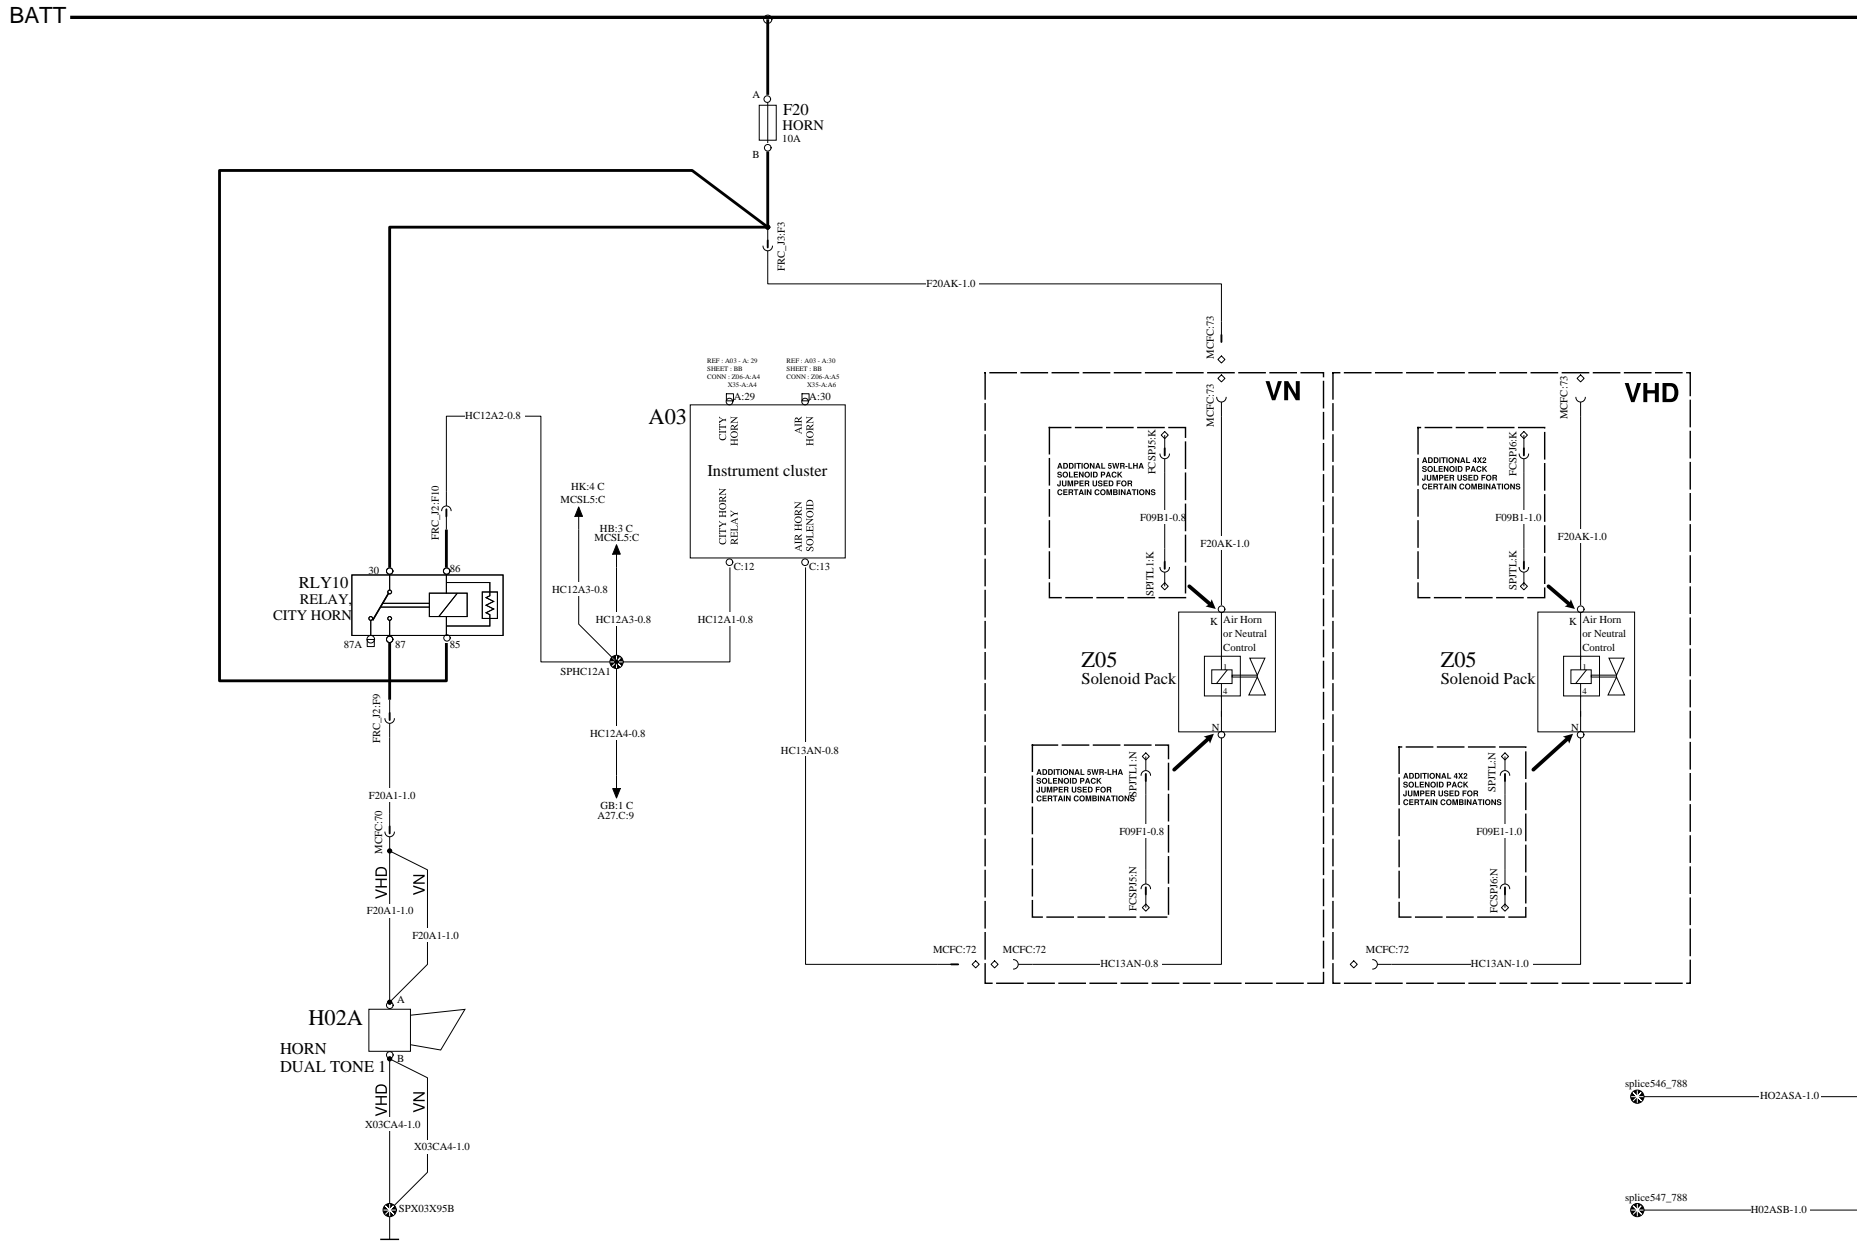 BATT
A
F20
HORN
10A
B
FRC_J3:F3
F20AK-1.0
MCFC:73
REF : A03 - A: 29
SHEET : BB
CONN : Z06-A:A4
X35-A:A4
REF : A03 - A:30
SHEET : BB
CONN : Z06-A:A5
X35-A:A6
A:29
A:30
A03
CITY
HORN
AIR
HORN
Instrument cluster
CITY HORN
RELAY
AIR HORN
SOLENOID
C:12
C:13
HC12A2-0.8
FRC_J2:F10
HK:4 C
MCSL5:C
HB:3 C
MCSL5:C
HC12A3-0.8
HC12A3-0.8
HC12A1-0.8
SPHC12A1
HC12A4-0.8
GB:1 C
A27.C:9
HC13AN-0.8
30
86
RLY10
RELAY,
CITY HORN
87A
87
85
FRC_J2:F9
F20A1-1.0
MCFC:70
VHD
VN
F20A1-1.0
F20A1-1.0
A
H02A
HORN
DUAL TONE 1
B
VHD
VN
X03CA4-1.0
X03CA4-1.0
SPX03X95B
VN
MCFC:73
ADDITIONAL 5WR-LHA
SOLENOID PACK
JUMPER USED FOR
CERTAIN COMBINATIONS
FCSPJ5:K
F09B1-0.8
SPJTL1:K
F20AK-1.0
K
Air Horn
or Neutral
Control
1
4
Z05
Solenoid Pack
N
ADDITIONAL 5WR-LHA
SOLENOID PACK
JUMPER USED FOR
CERTAIN COMBINATIONS
SPJTL1:N
F09F1-0.8
FCSPJ5:N
MCFC:72
MCFC:72
HC13AN-0.8
VHD
MCFC:73
ADDITIONAL 4X2
SOLENOID PACK
JUMPER USED FOR
CERTAIN COMBINATIONS
FCSPJ6:K
F09B1-1.0
SPJTL:K
F20AK-1.0
K
Air Horn
or Neutral
Control
1
4
Z05
Solenoid Pack
N
ADDITIONAL 4X2
SOLENOID PACK
JUMPER USED FOR
CERTAIN COMBINATIONS
SPJTL:N
F09E1-1.0
FCSPJ6:N
MCFC:72
HC13AN-1.0
splice546_788
HO2ASA-1.0
splice547_788
H02ASB-1.0